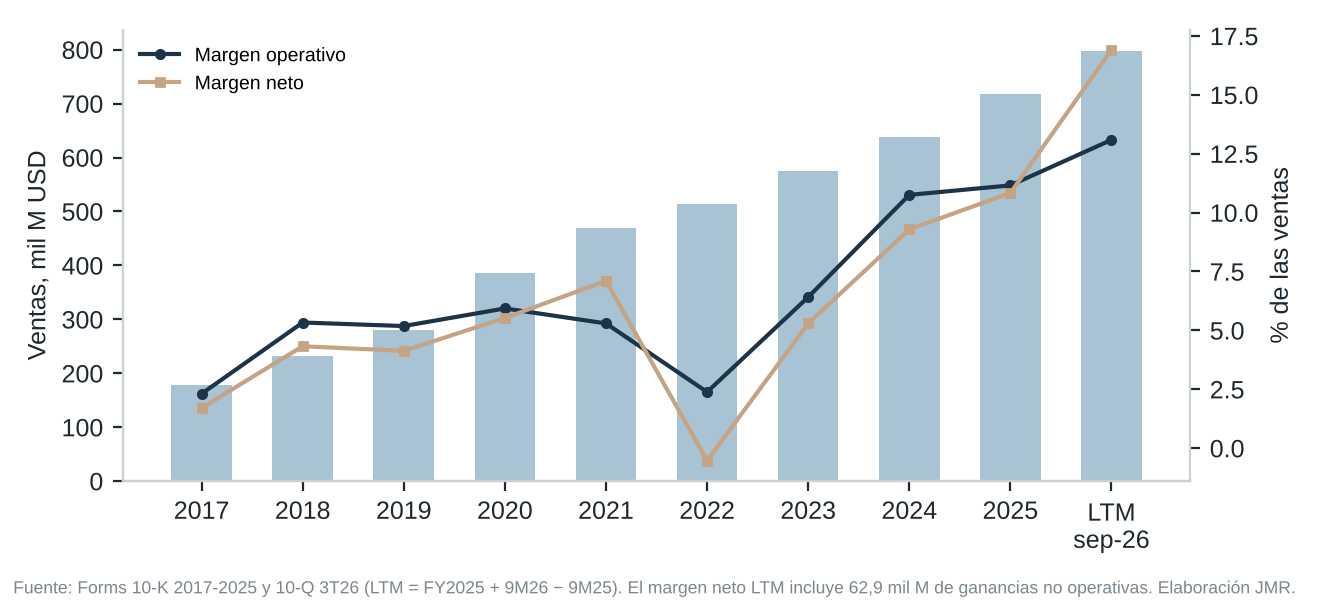 Margen operativo
Margen neto
Ventas, mil M USD
800
700
600
500
400
300
200
100
0
% de las ventas
17.5
15.0
12.5
10.0
7.5
5.0
2.5
0.0
2017 2018 2019 2020 2021 2022 2023 2024 2025 LTM
sep-26
Fuente: Forms 10-K 2017-2025 y 10-Q 3T26 (LTM = FY2025 + 9M26 − 9M25). El margen neto LTM incluye 62,9 mil M de ganancias no operativas. Elaboración JMR.